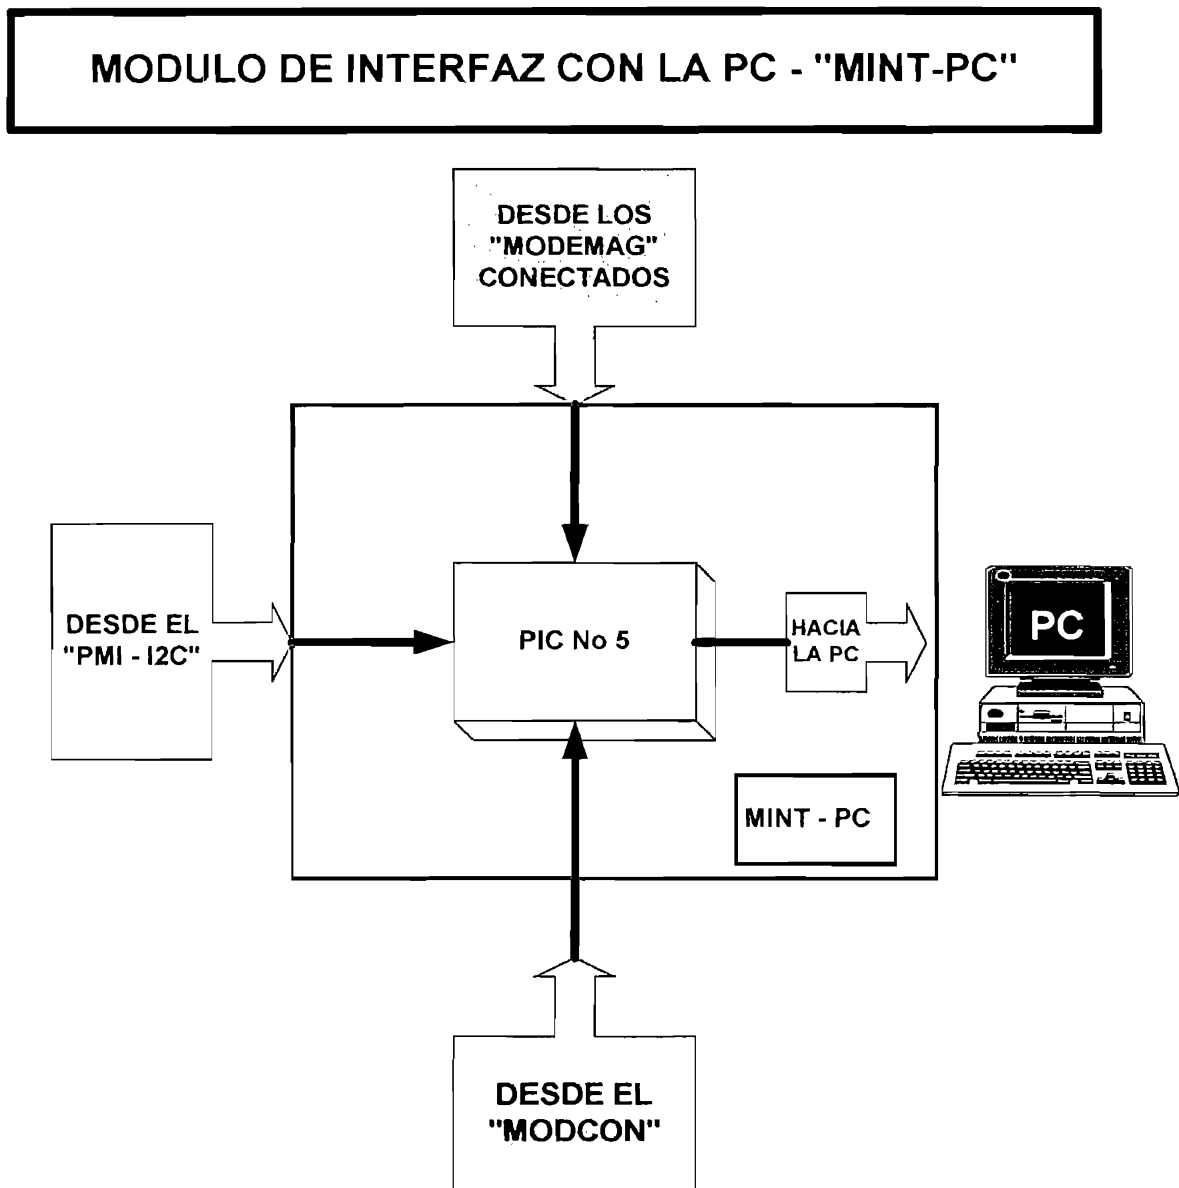 MODULO DE INTERFAZ CON LA PC - "MINT-PC"
DESDE LOS
"MODEMAG"
CONECTADOS
DESDE EL
"PMI - I2C"
PIC No 5
HACIA
LA PC
PC
MINT - PC
DESDE EL
"MODCON"